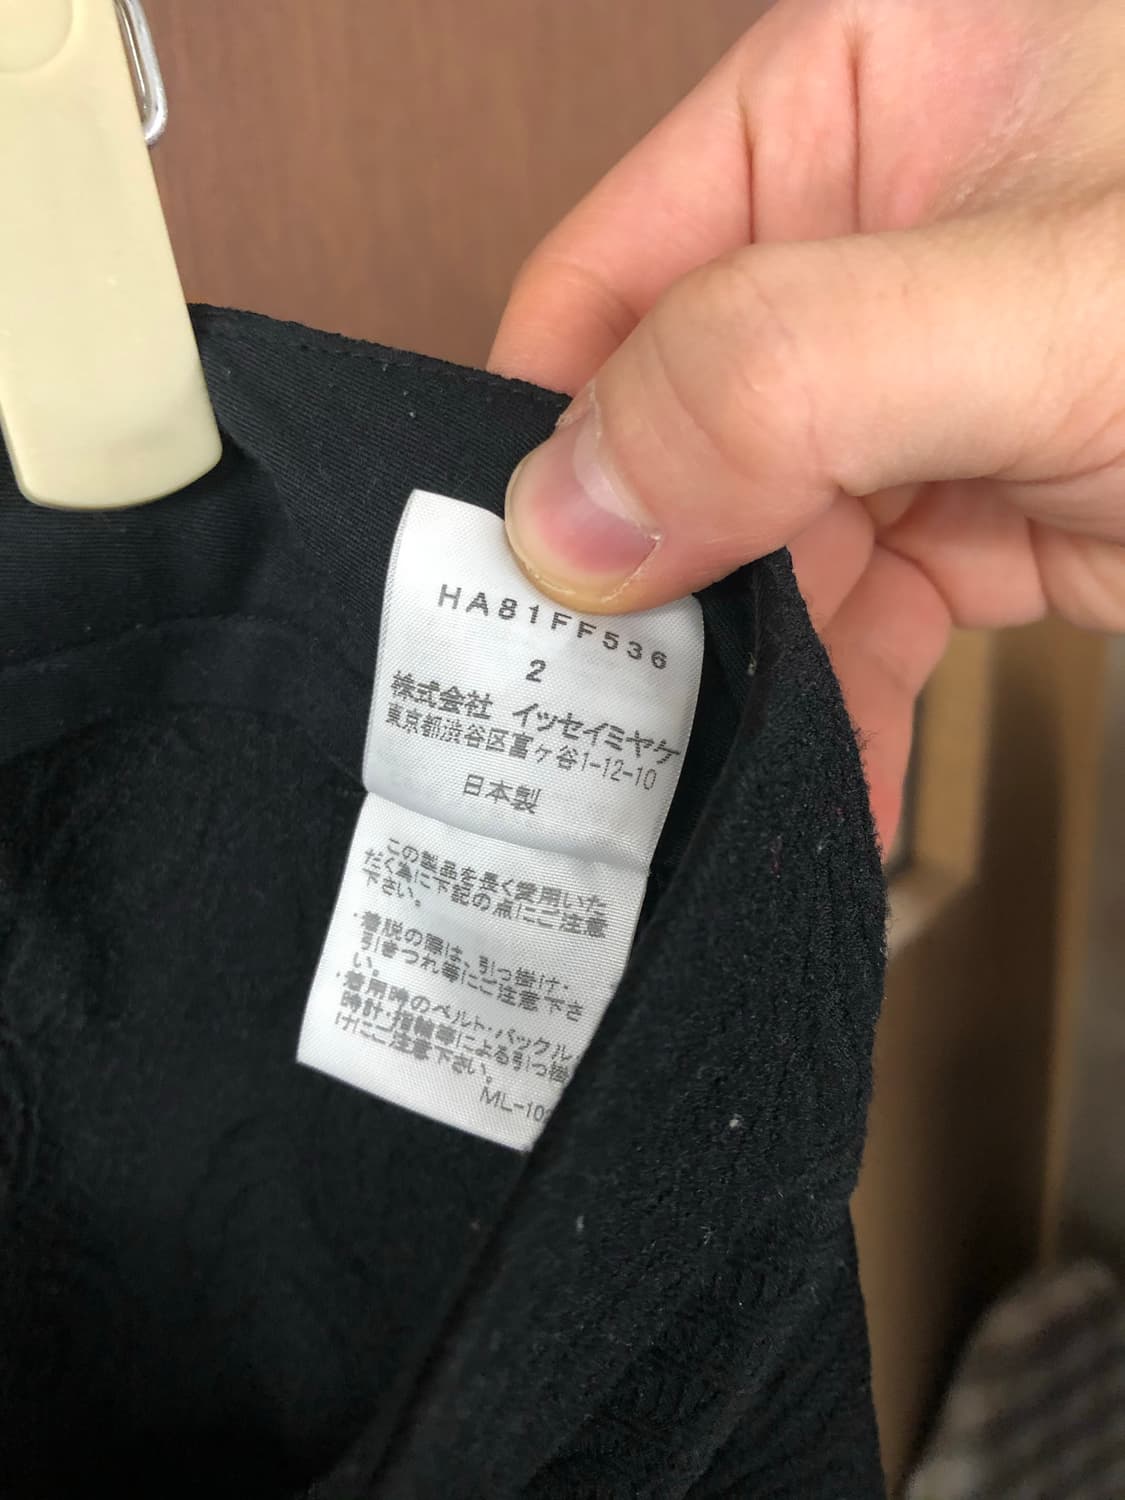 HA81FF536
2
株式会社 イッセイミヤケ
東京都渋谷区富ヶ谷1-12-10
日本製
この製品を長く愛用いた
だく為に下記の点にご注意
下さい。
・着脱の際は、引っ掛け・
引きつれ等にご注意下さ
い。
・着用時のベルト・バックル・
時計・指輪等による引っ掛
けにご注意下さい。